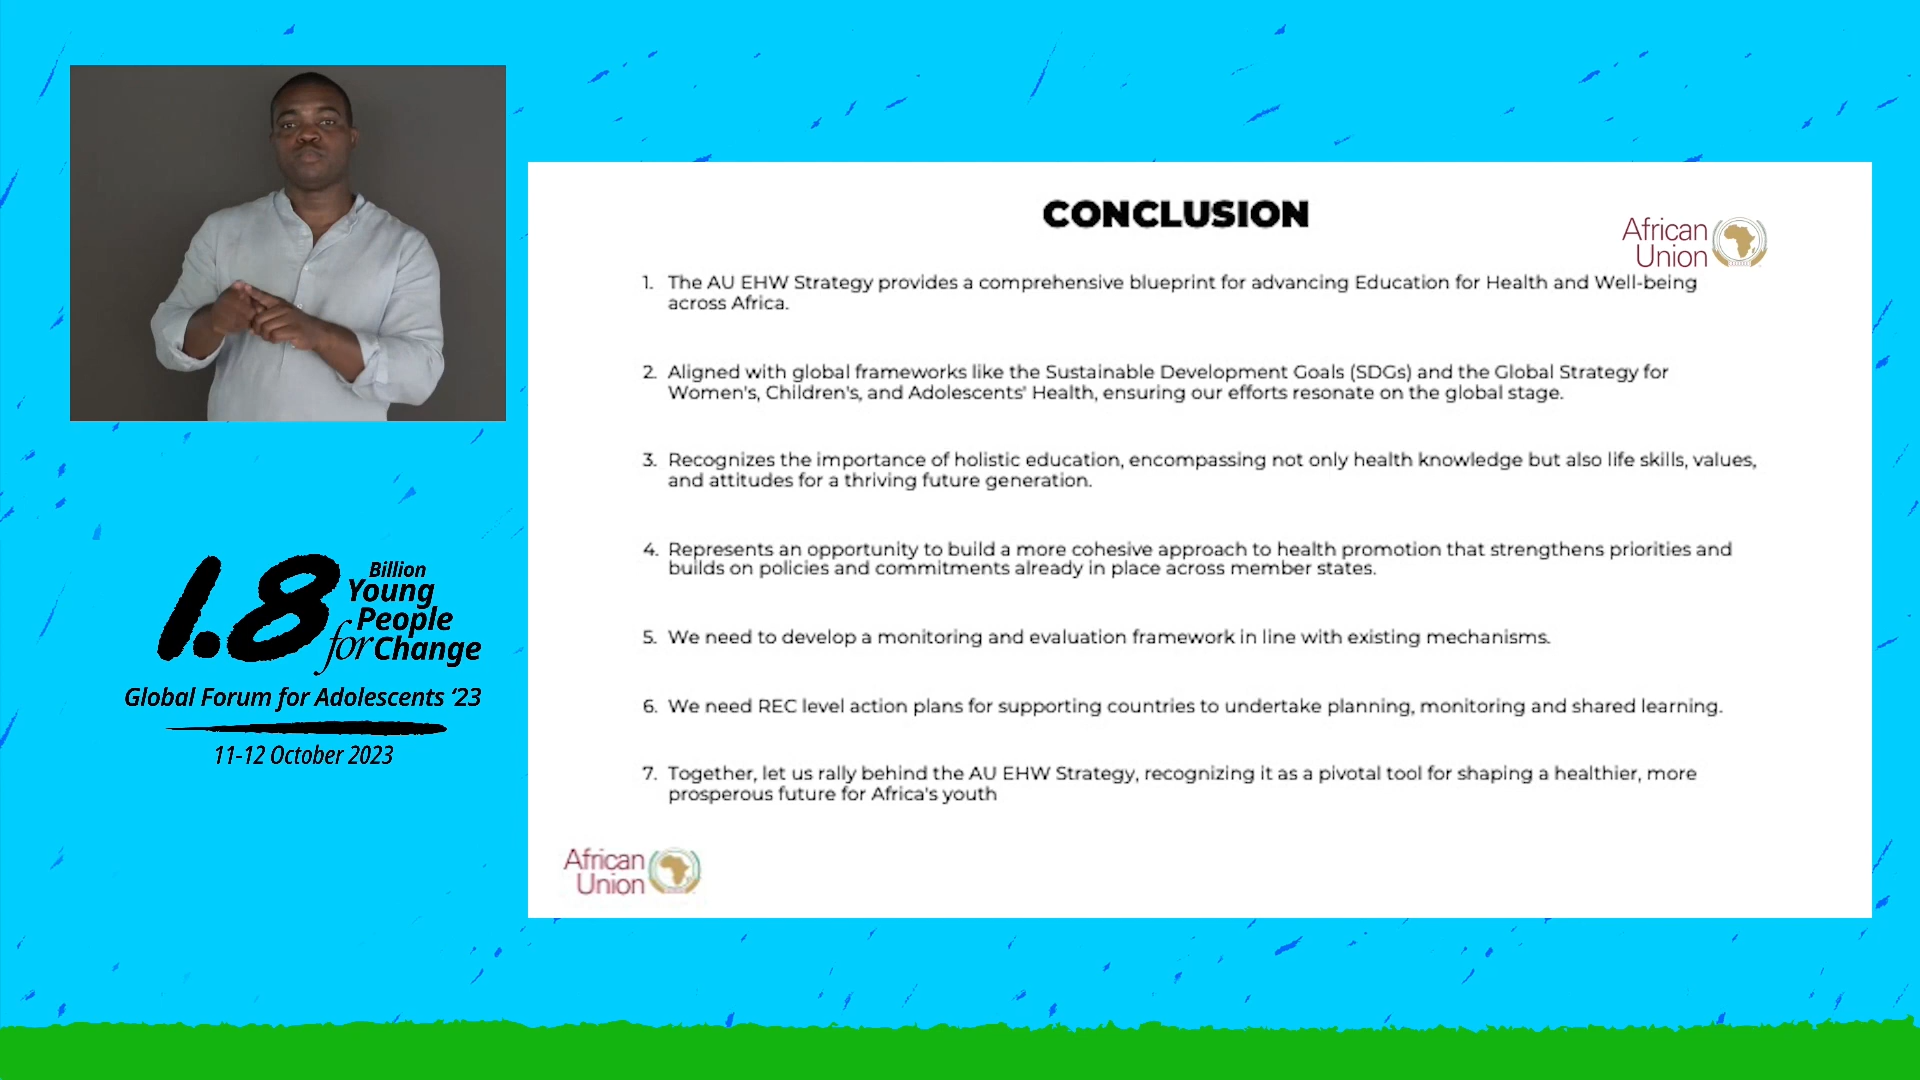 CONCLUSION
African
Union
1. The AU EHW Strategy provides a comprehensive blueprint for advancing Education for Health and Well-being
across Africa.
2. Aligned with global frameworks like the Sustainable Development Goals (SDGs) and the Global Strategy for
Women's, Children's, and Adolescents' Health, ensuring our efforts resonate on the global stage.
3. Recognizes the importance of holistic education, encompassing not only health knowledge but also life skills, values,
and attitudes for a thriving future generation.
4. Represents an opportunity to build a more cohesive approach to health promotion that strengthens priorities and
builds on policies and commitments already in place across member states.
5. We need to develop a monitoring and evaluation framework in line with existing mechanisms.
6. We need REC level action plans for supporting countries to undertake planning, monitoring and shared learning.
7. Together, let us rally behind the AU EHW Strategy, recognizing it as a pivotal tool for shaping a healthier, more
prosperous future for Africa's youth
African
Union
1.8 Billion
Young
People
for Change
Global Forum for Adolescents ‘23
11-12 October 2023